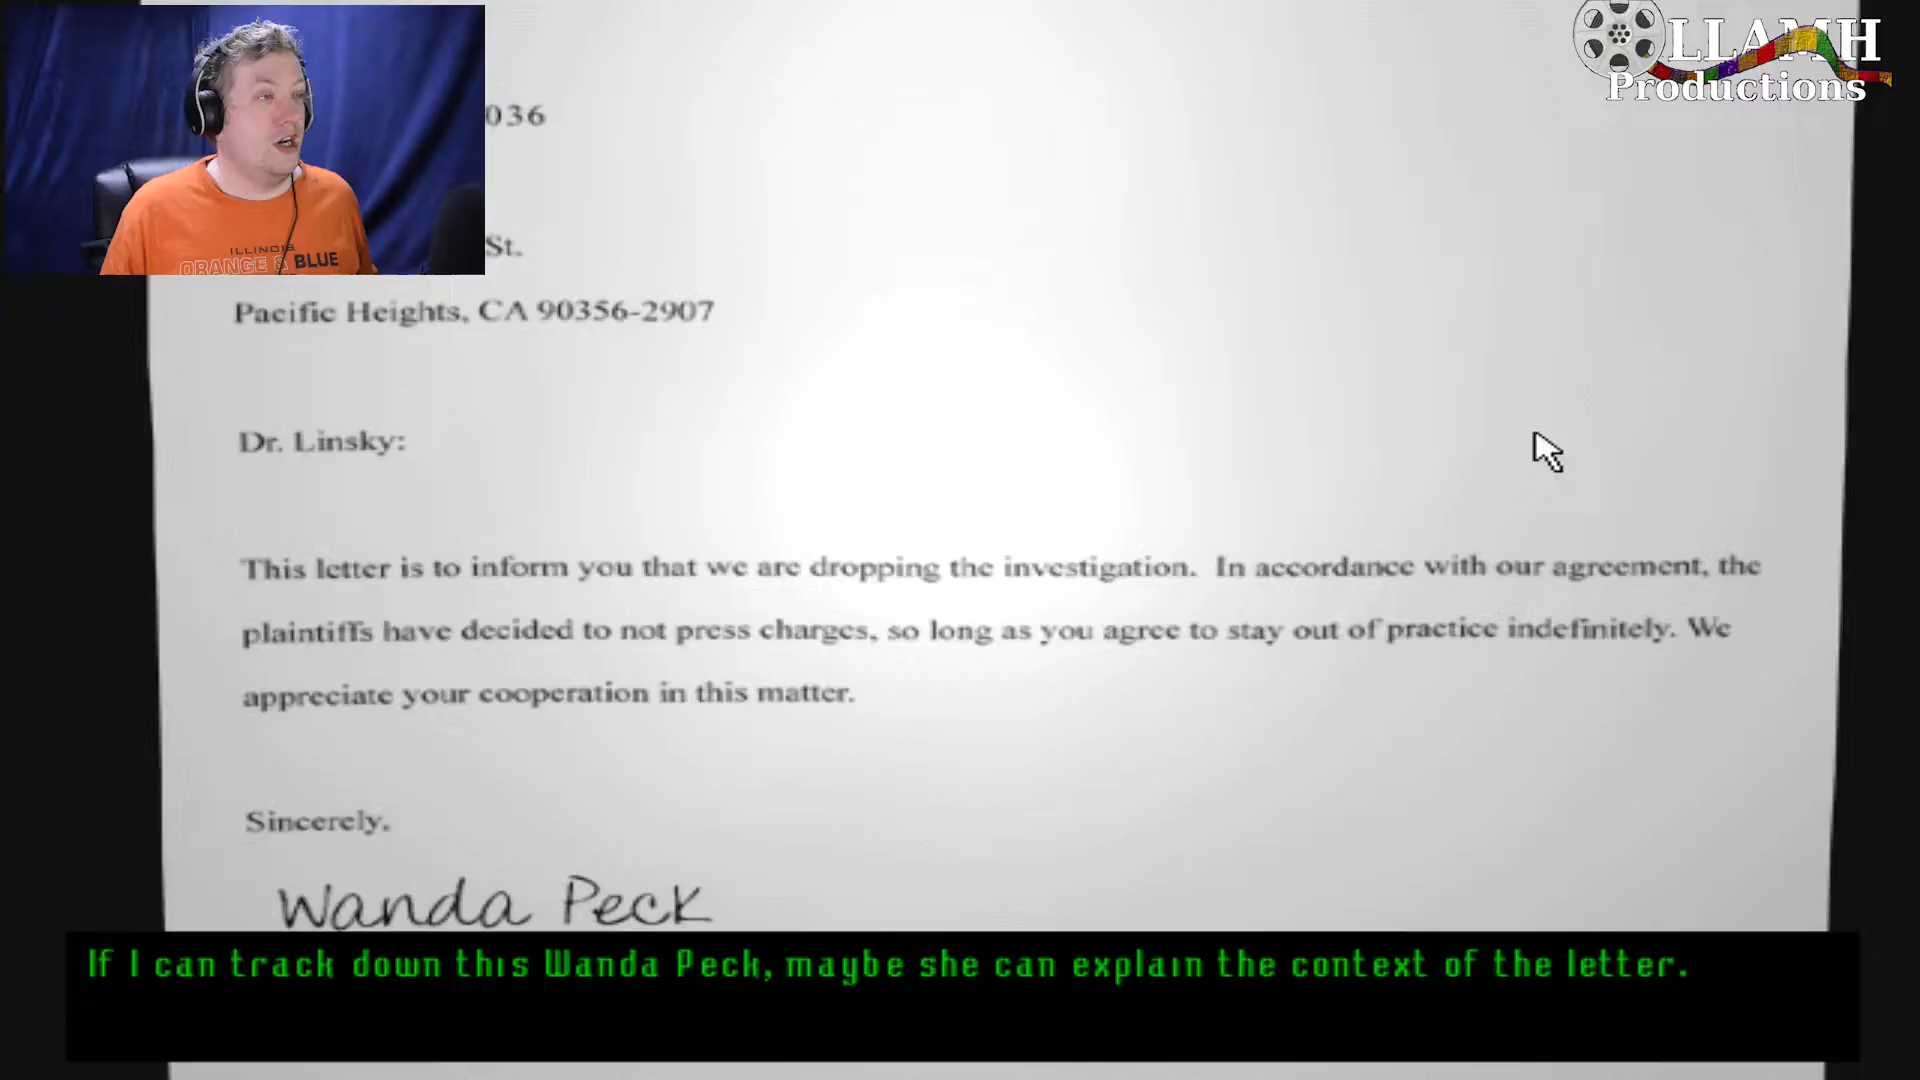 LLAMH
Productions
036
ILLINOIS
ORANGE & BLUE
St.
Pacific Heights, CA 90356-2907
Dr. Linsky:
This letter is to inform you that we are dropping the investigation. In accordance with our agreement, the
plaintiffs have decided to not press charges, so long as you agree to stay out of practice indefinitely. We
appreciate your cooperation in this matter.
Sincerely,
Wanda Peck
If I can track down this Wanda Peck, maybe she can explain the context of the letter.